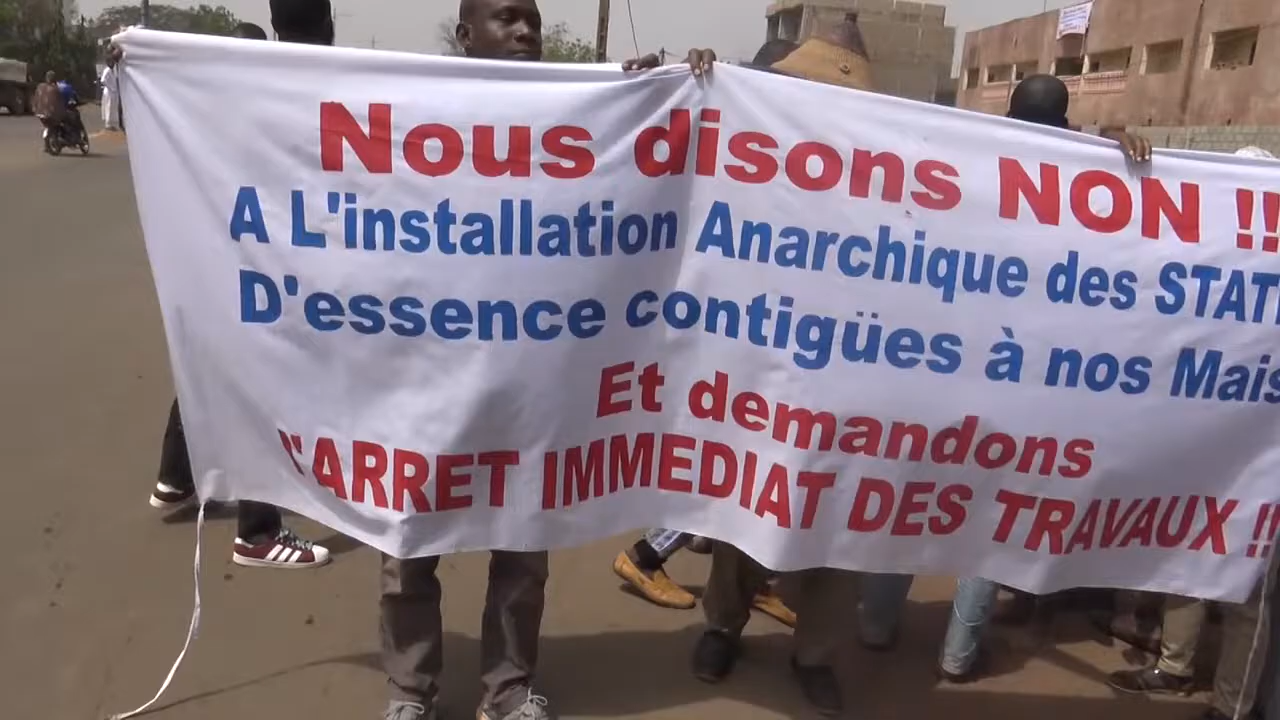 Nous disons NON !!
A L'installation Anarchique des STAT
D'essence contigües à nos Mais
Et demandons
L'ARRET IMMEDIAT DES TRAVAUX !!